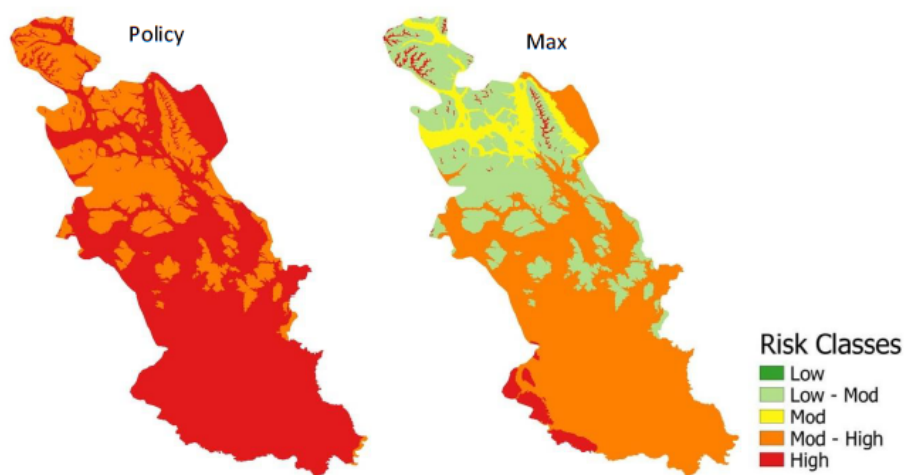 Policy
Max
Risk Classes
Low
Low - Mod
Mod
Mod - High
High